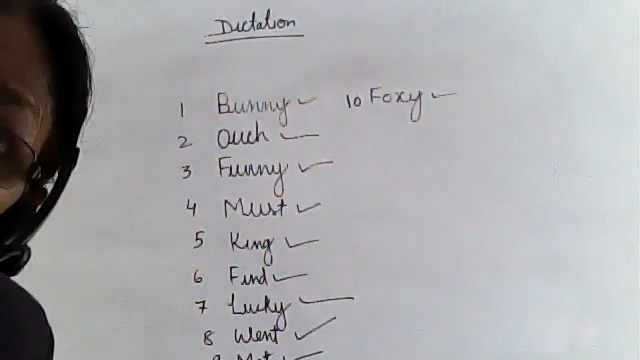 Dictation
1 Bunny ✓ 10 Foxy ✓
2 Ouch ✓
3 Funny ✓
4 Must ✓
5 King ✓
6 Find ✓
7 Lucky ✓
8 Went ✓